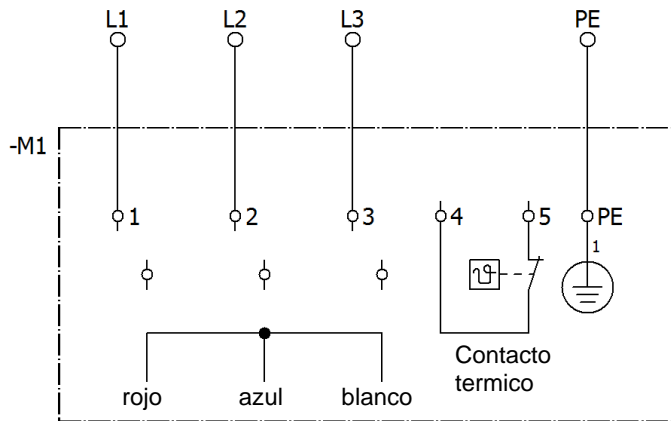 L1 L2 L3 PE
-M1
1 2 3 4 5 PE
1
ϑ
Contacto
termico
rojo azul blanco